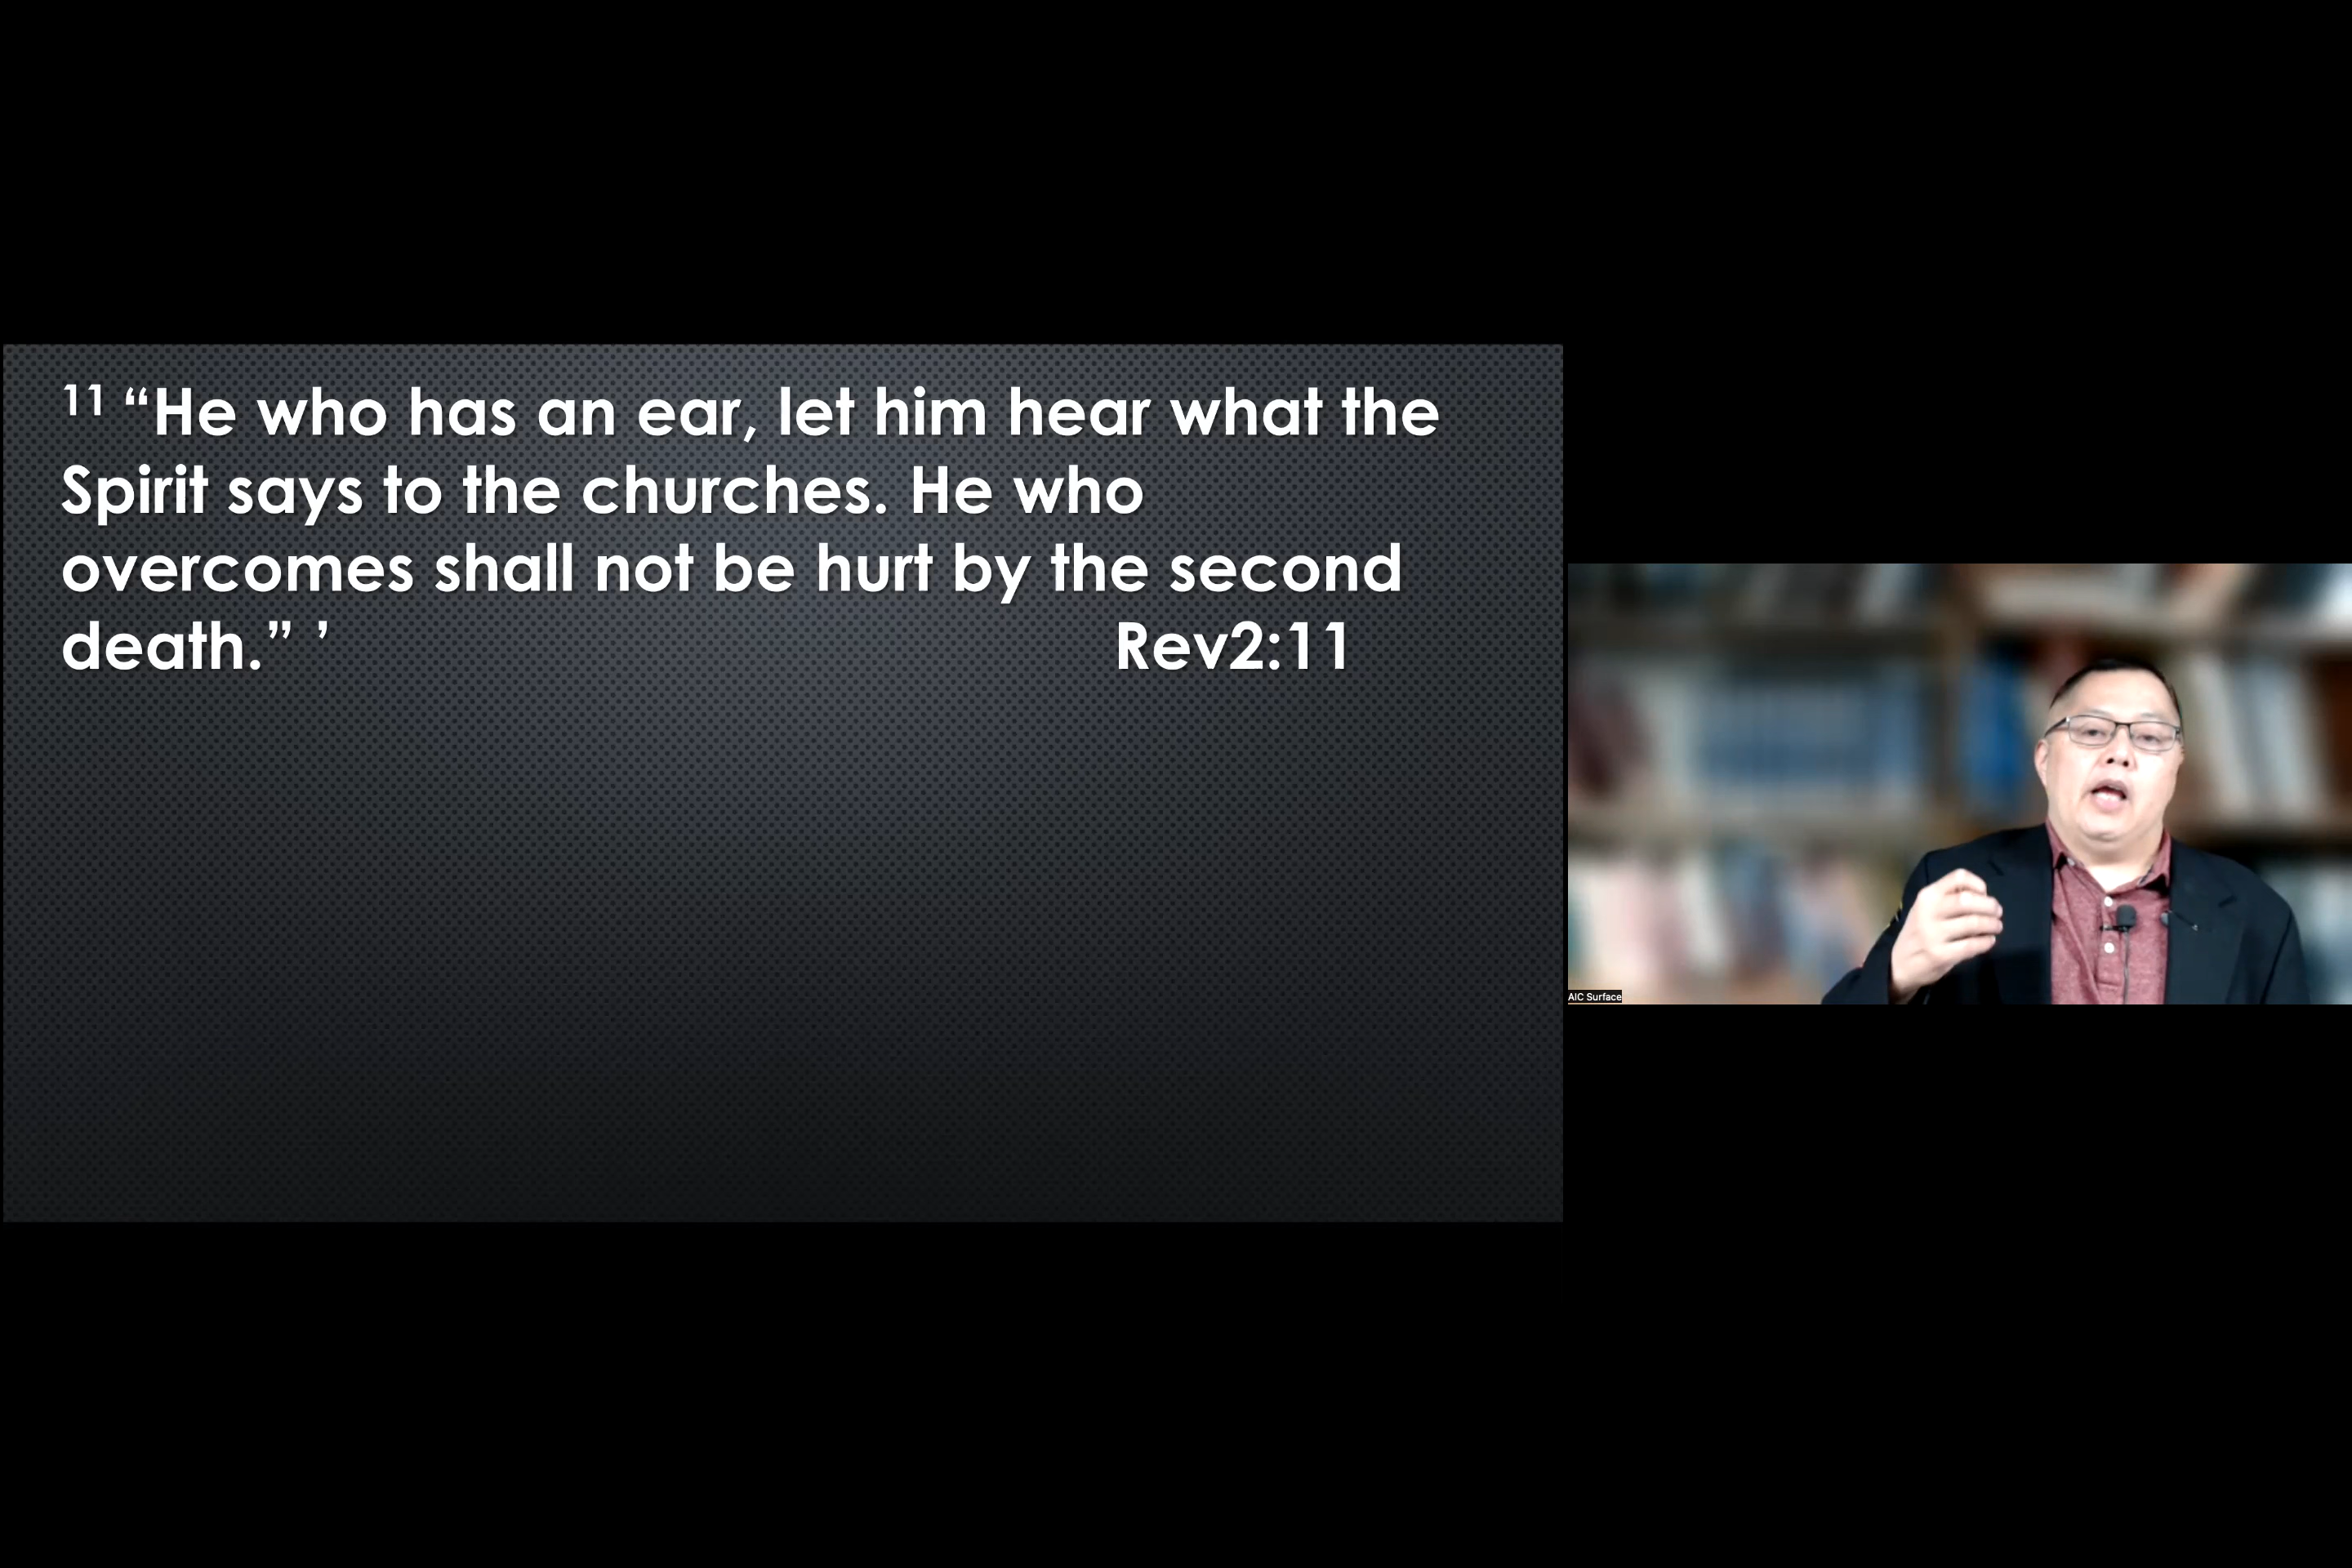 11 “He who has an ear, let him hear what the
Spirit says to the churches. He who
overcomes shall not be hurt by the second
death.” ’ Rev2:11
AIC Surface